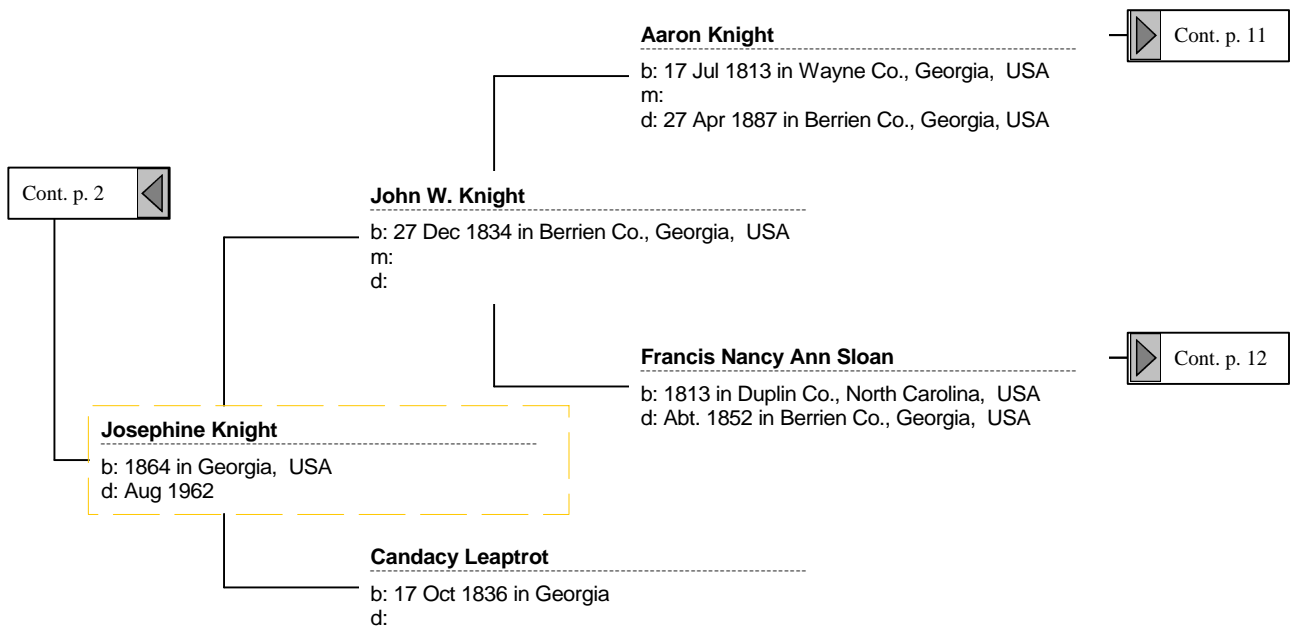 Aaron Knight
b: 17 Jul 1813 in Wayne Co., Georgia, USA
m:
d: 27 Apr 1887 in Berrien Co., Georgia, USA
Cont. p. 11
Cont. p. 2
John W. Knight
b: 27 Dec 1834 in Berrien Co., Georgia, USA
m:
d:
Francis Nancy Ann Sloan
b: 1813 in Duplin Co., North Carolina, USA
d: Abt. 1852 in Berrien Co., Georgia, USA
Cont. p. 12
Josephine Knight
b: 1864 in Georgia, USA
d: Aug 1962
Candacy Leaptrot
b: 17 Oct 1836 in Georgia
d: